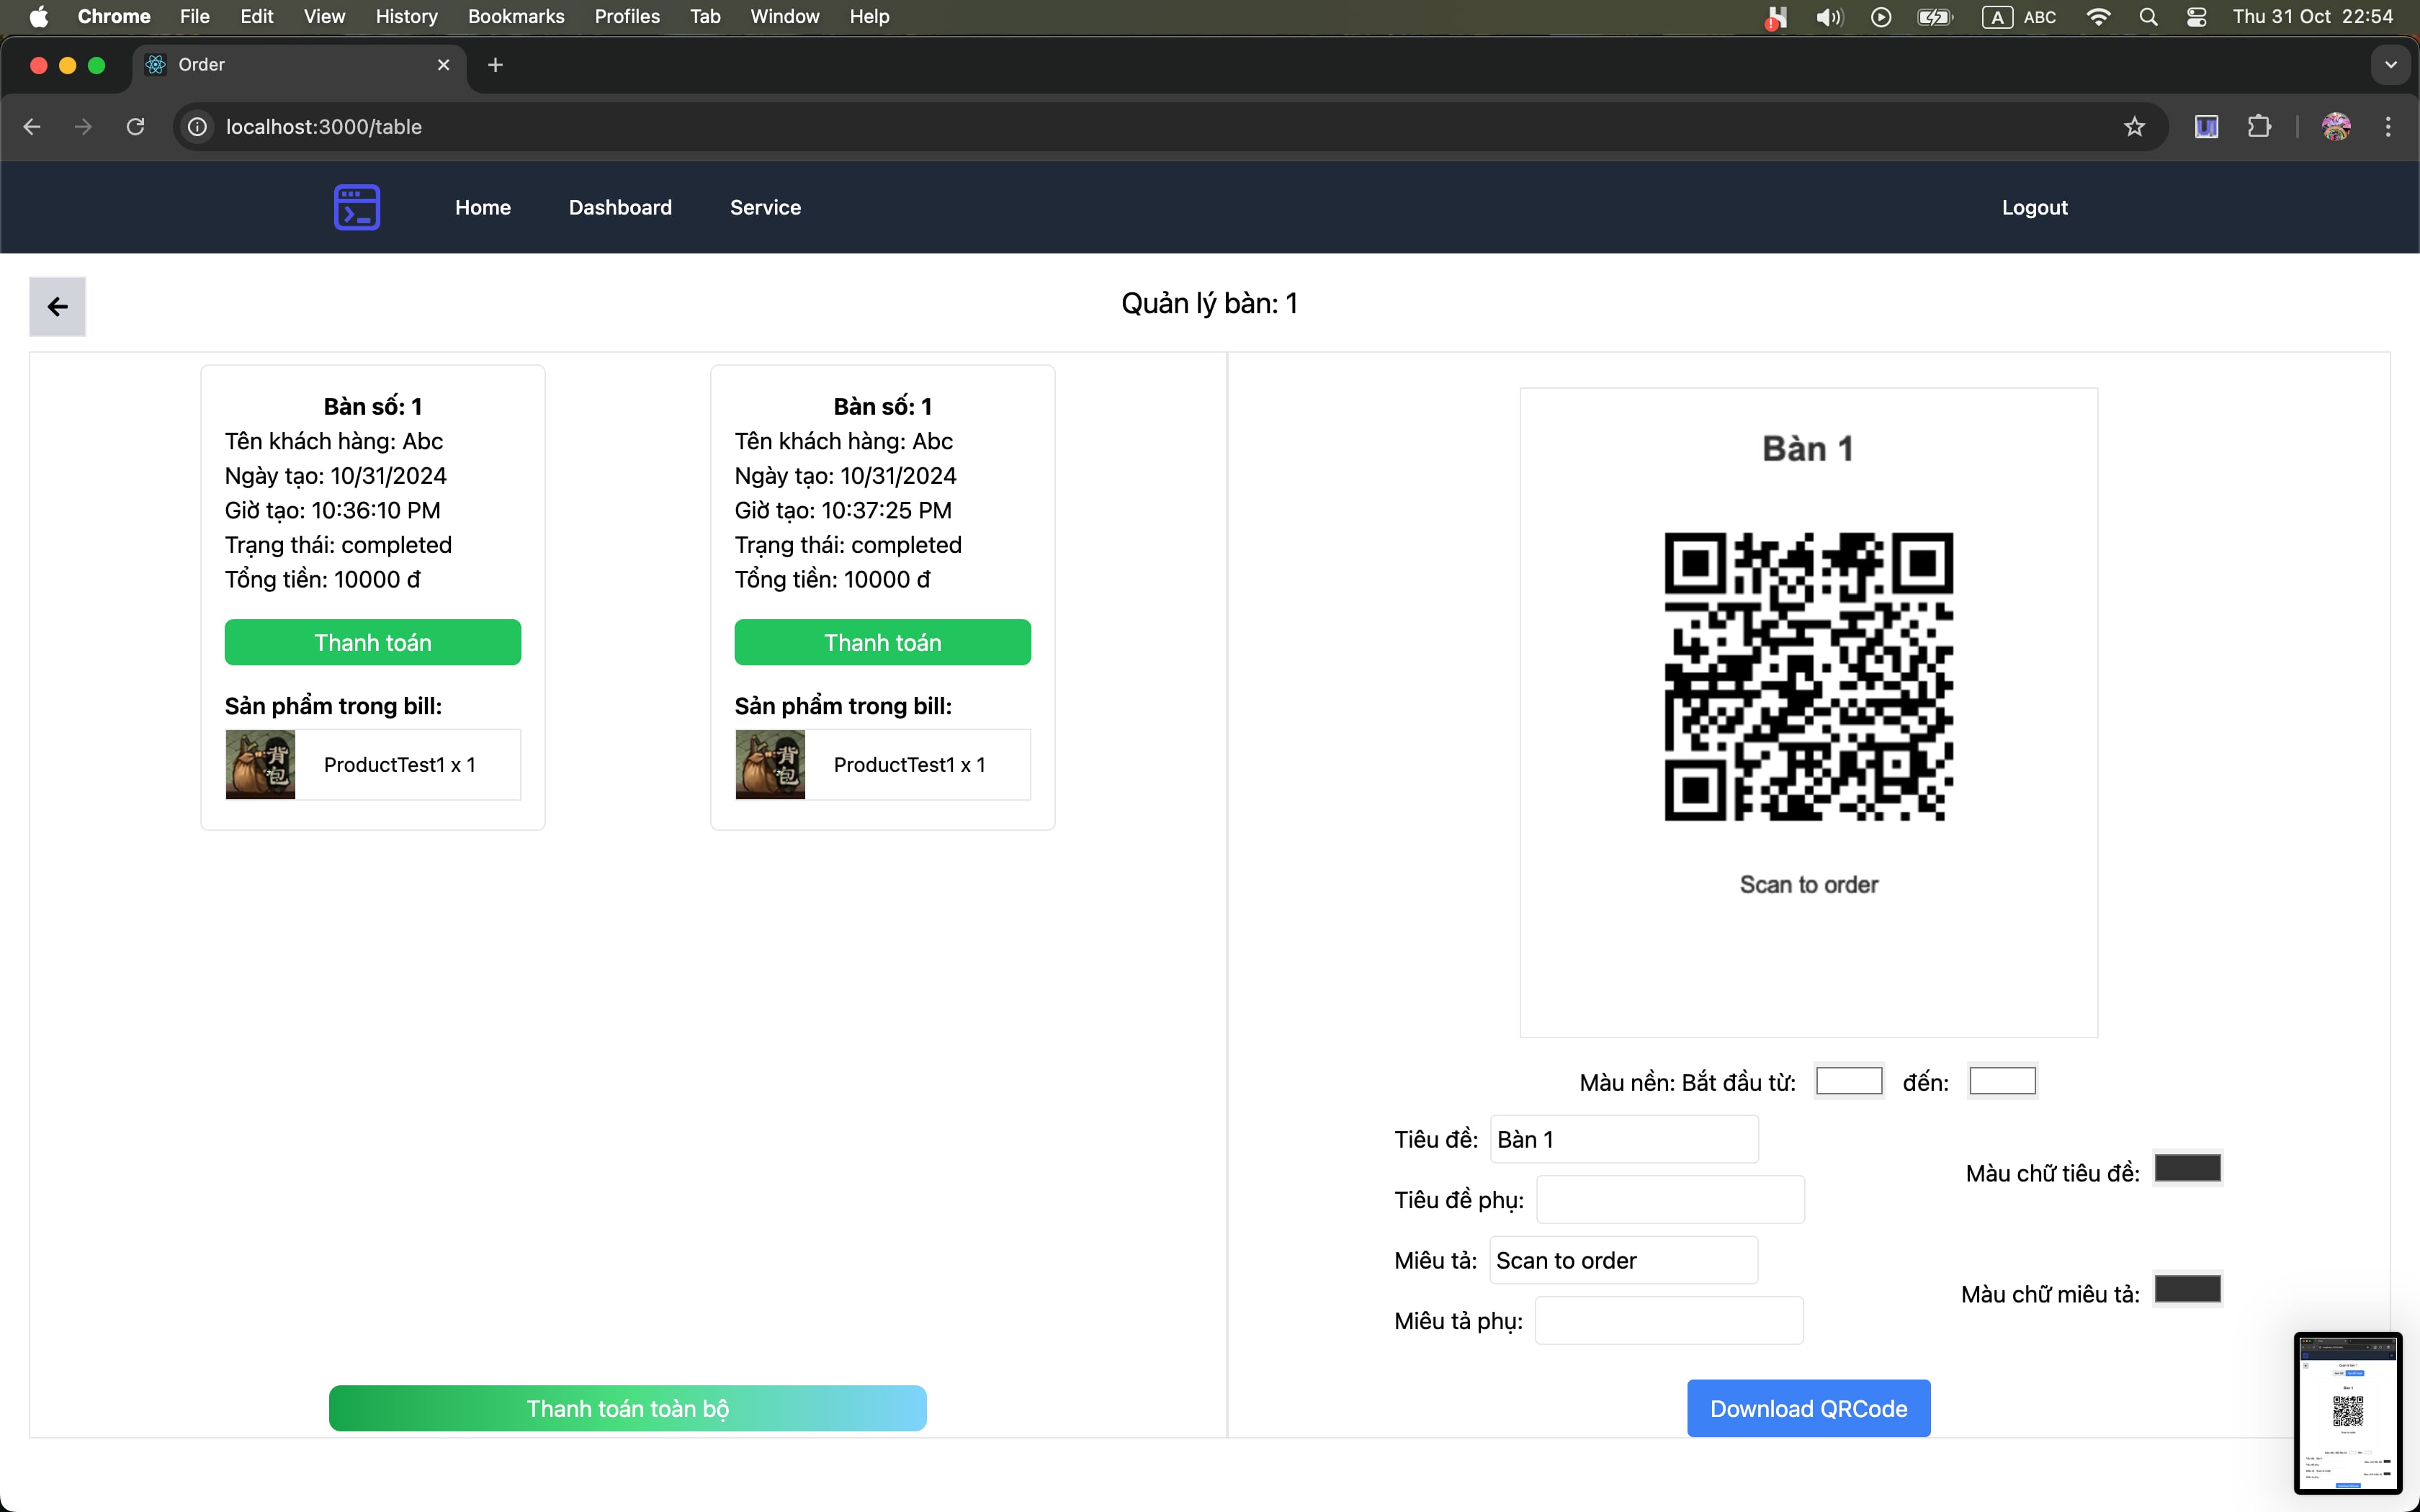 Chrome File Edit View History Bookmarks Profiles Tab Window Help A ABC Thu 31 Oct 22:54
Order
localhost:3000/table
Home Dashboard Service Logout
Quản lý bàn: 1
Bàn số: 1
Tên khách hàng: Abc
Ngày tạo: 10/31/2024
Giờ tạo: 10:36:10 PM
Trạng thái: completed
Tổng tiền: 10000 đ
Thanh toán
Sản phẩm trong bill:
背包
ProductTest1 x 1
Bàn số: 1
Tên khách hàng: Abc
Ngày tạo: 10/31/2024
Giờ tạo: 10:37:25 PM
Trạng thái: completed
Tổng tiền: 10000 đ
Thanh toán
Sản phẩm trong bill:
背包
ProductTest1 x 1
Thanh toán toàn bộ
Bàn 1
Scan to order
Màu nền: Bắt đầu từ: đến:
Tiêu đề: Bàn 1
Màu chữ tiêu đề:
Tiêu đề phụ:
Miêu tả: Scan to order
Màu chữ miêu tả:
Miêu tả phụ:
Download QRCode